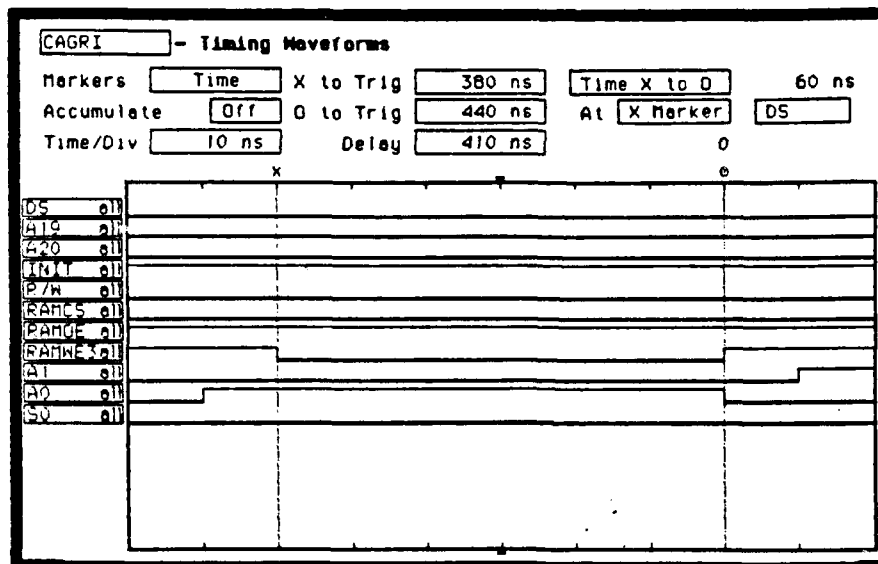 CAGRI - Timing Waveforms
Markers Time X to Trig 380 ns Time X to O 60 ns
Accumulate Off O to Trig 440 ns At X Marker DS
Time/Div 10 ns Delay 410 ns 0
X O
DS all
A19 all
A20 all
INIT all
R/W all
RAMCS all
RAMOE all
RAMWE3 all
A1 all
A0 all
S0 all